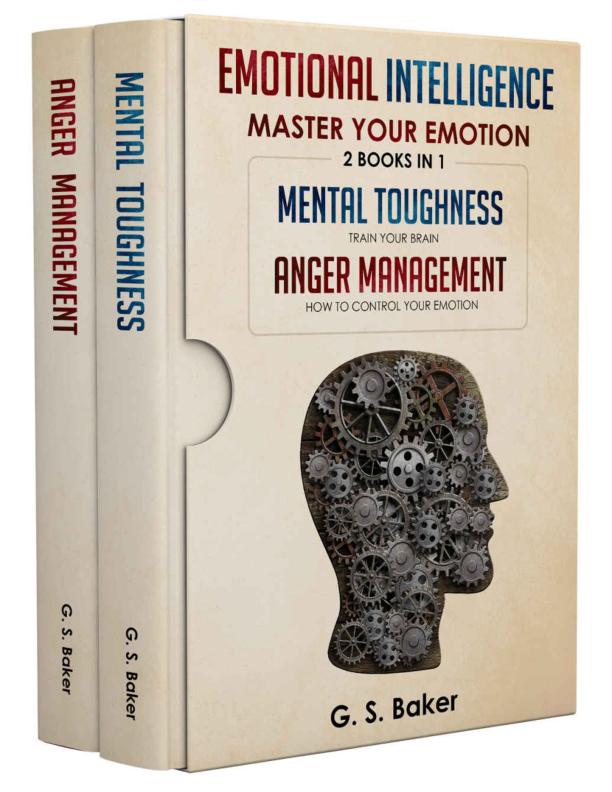 ANGER MANAGEMENT
G. S. Baker
MENTAL TOUGHNESS
G. S. Baker
EMOTIONAL INTELLIGENCE
MASTER YOUR EMOTION
2 BOOKS IN 1
MENTAL TOUGHNESS
TRAIN YOUR BRAIN
ANGER MANAGEMENT
HOW TO CONTROL YOUR EMOTION
G. S. Baker